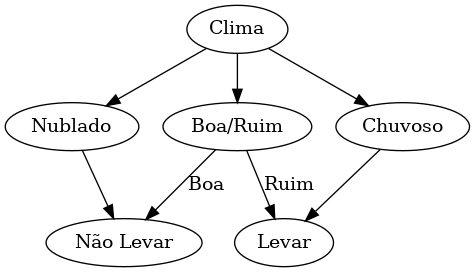 Clima
Nublado
Boa/Ruim
Chuvoso
Boa
Ruim
Não Levar
Levar